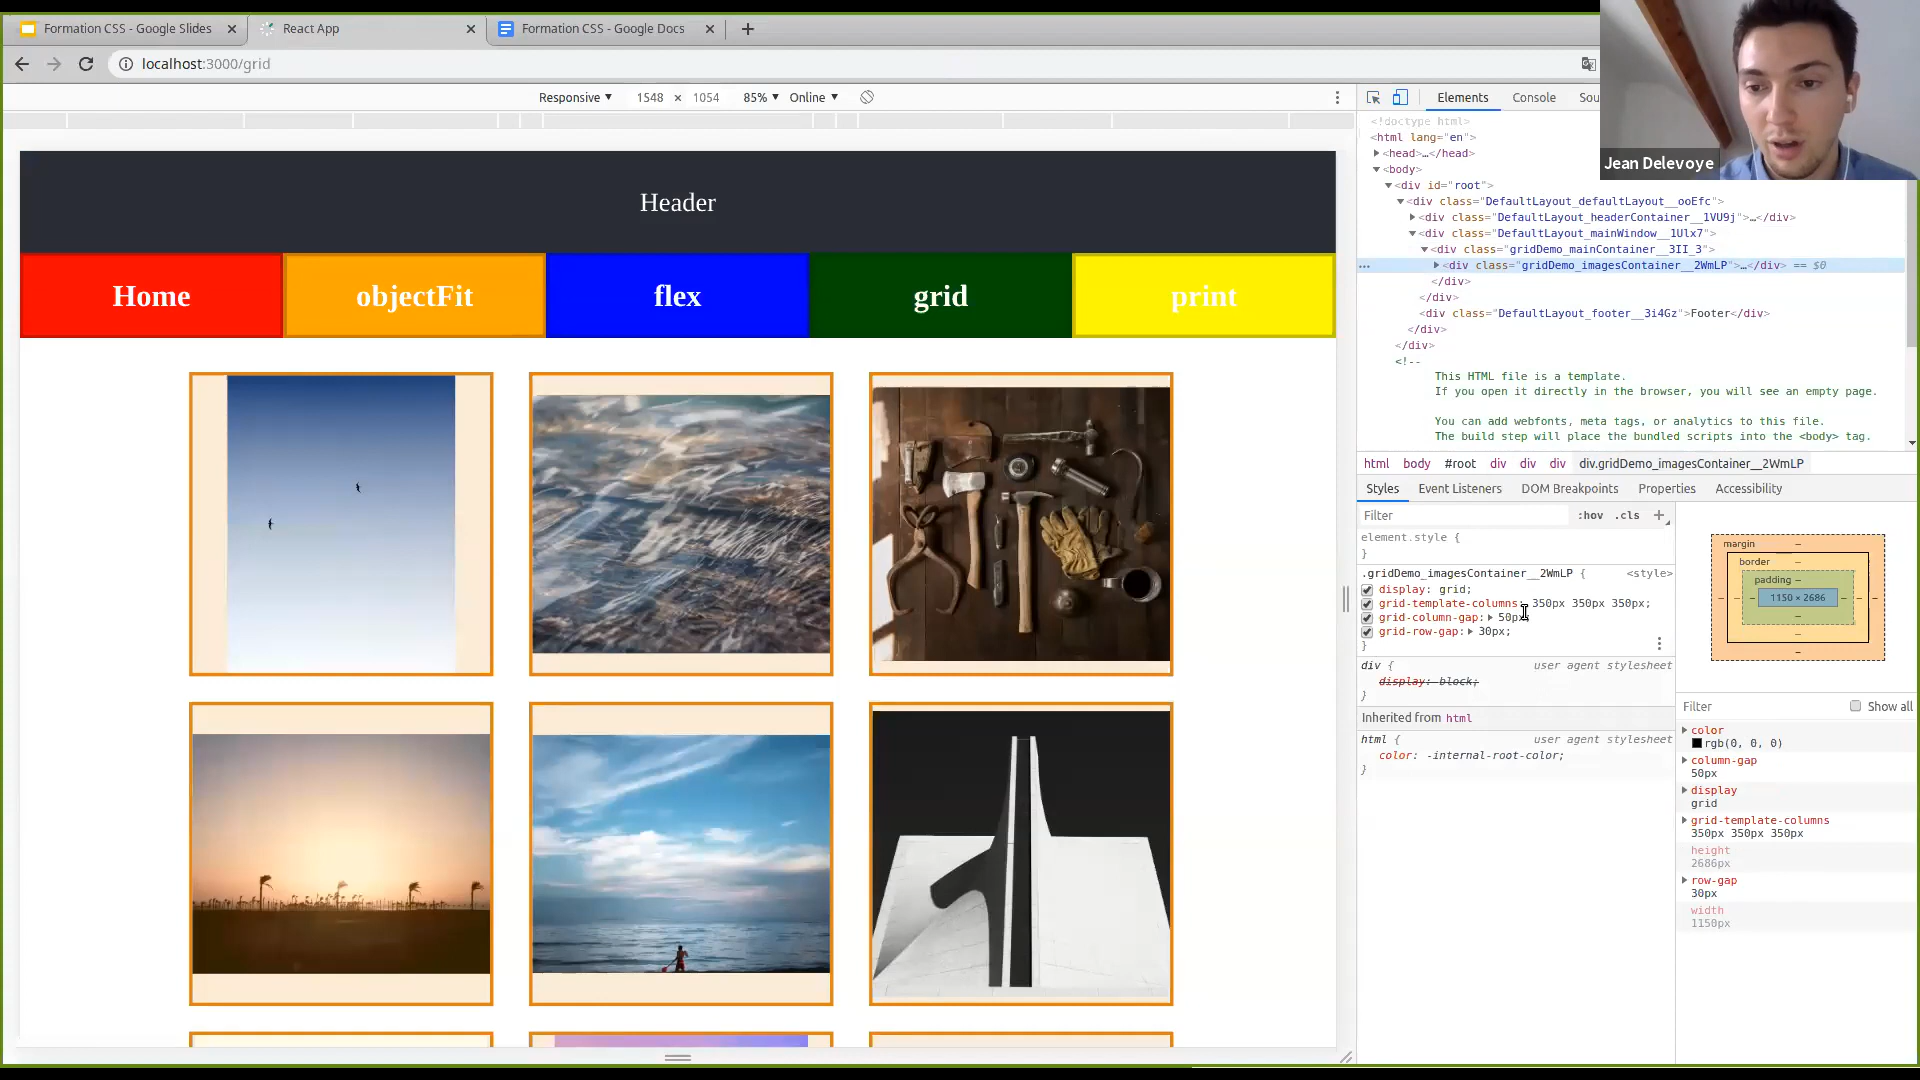 Formation CSS - Google Slides
React App
Formation CSS - Google Docs
localhost:3000/grid
Responsive 1548 × 1054 85% Online
Header
Home objectFit flex grid print
Elements Console Sou
Jean Delevoye
<!doctype html>
<html lang="en">
<head>…</head>
<body>
<div id="root">
<div class="DefaultLayout_defaultLayout__ooEfc">
<div class="DefaultLayout_headerContainer__1VU9j">…</div>
<div class="DefaultLayout_mainWindow__1Ulx7">
<div class="gridDemo_mainContainer__3II_3">
<div class="gridDemo_imagesContainer__2WmLP">…</div> == $0
</div>
</div>
<div class="DefaultLayout_footer__3i4Gz">Footer</div>
</div>
</div>
<!--
This HTML file is a template.
If you open it directly in the browser, you will see an empty page.
You can add webfonts, meta tags, or analytics to this file.
The build step will place the bundled scripts into the <body> tag.
html body #root div div div div.gridDemo_imagesContainer__2WmLP
Styles Event Listeners DOM Breakpoints Properties Accessibility
Filter :hov .cls +
element.style {
}
.gridDemo_imagesContainer__2WmLP { <style>
display: grid;
grid-template-columns: 350px 350px 350px;
grid-column-gap: 50px;
grid-row-gap: 30px;
}
div { user agent stylesheet
display: block;
}
Inherited from html
html { user agent stylesheet
color: -internal-root-color;
}
margin –
border –
padding –
1150 × 2686
Filter Show all
color
rgb(0, 0, 0)
column-gap
50px
display
grid
grid-template-columns
350px 350px 350px
height
2686px
row-gap
30px
width
1150px